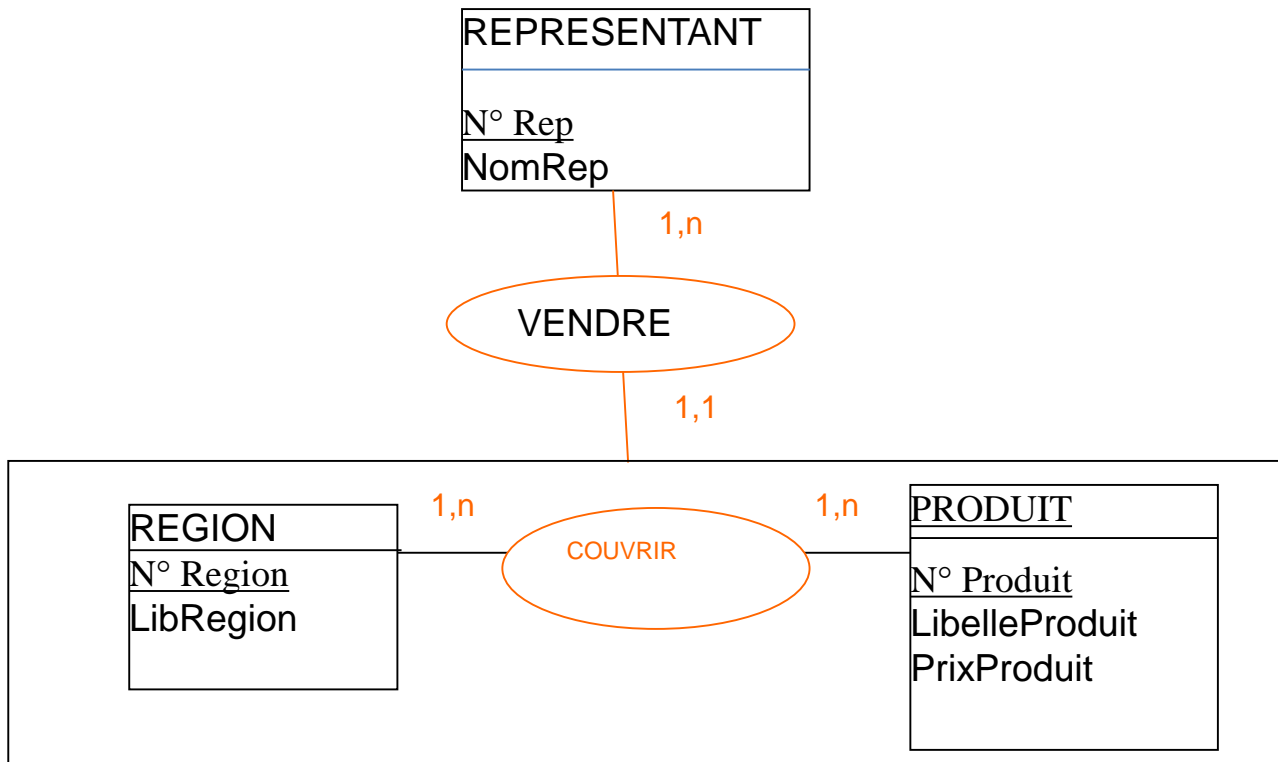 REPRESENTANT
N° Rep
NomRep
1,n
VENDRE
1,1
REGION
N° Region
LibRegion
1,n
COUVRIR
1,n
PRODUIT
N° Produit
LibelleProduit
PrixProduit